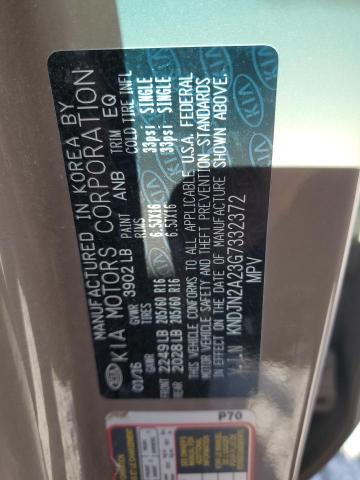 MANUFACTURED IN KOREA BY
KIA MOTORS CORPORATION
01/16 GVWR 3902 LB PAINT ANB TRIM EQ
GAWR TIRES RIMS COLD TIRE INFL
FRONT 2249 LB 205/60 R16 6.5JX16 33psi SINGLE
REAR 2028 LB 205/60 R16 6.5JX16 33psi SINGLE
THIS VEHICLE CONFORMS TO ALL APPLICABLE U.S.A. FEDERAL
MOTOR VEHICLE SAFETY, BUMPER, AND THEFT PREVENTION STANDARDS
IN EFFECT ON THE DATE OF MANUFACTURE SHOWN ABOVE.
V.I.N KNDJN2A23G7332372
MPV
P70